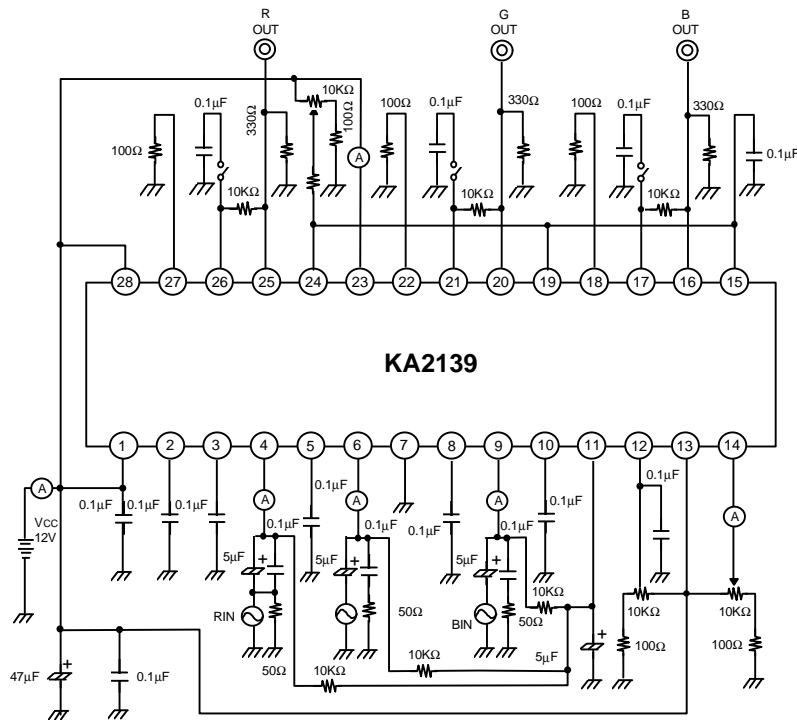 R
OUT
G
OUT
B
OUT
0.1μF
10KΩ
100Ω
0.1μF
330Ω
100Ω
0.1μF
330Ω
330Ω
100Ω
100Ω
A
0.1μF
10KΩ
10KΩ
10KΩ
28
27
26
25
24
23
22
21
20
19
18
17
16
15
KA2139
1
2
3
4
5
6
7
8
9
10
11
12
13
14
A
A
A
A
A
VCC
12V
0.1μF
0.1μF
0.1μF
0.1μF
0.1μF
0.1μF
0.1μF
0.1μF
0.1μF
0.1μF
5μF
+
5μF
+
5μF
+
RIN
50Ω
BIN
50Ω
10KΩ
10KΩ
10KΩ
100Ω
100Ω
50Ω
10KΩ
10KΩ
5μF
+
47μF
+
0.1μF